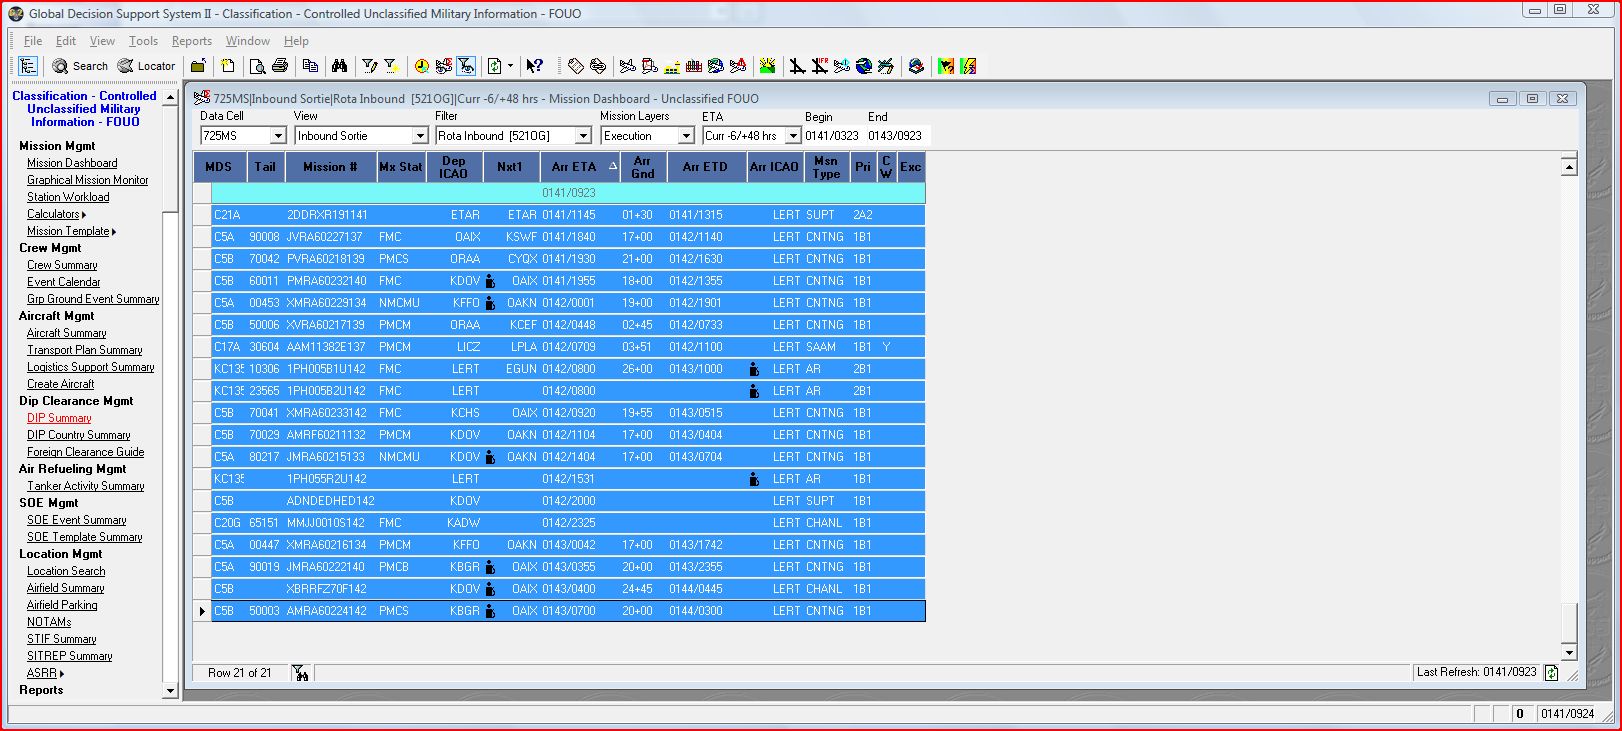 Global Decision Support System II - Classification - Controlled Unclassified Military Information - FOUO
File Edit View Tools Reports Window Help
Search Locator
Classification - Controlled
Unclassified Military
Information - FOUO
Mission Mgmt
Mission Dashboard
Graphical Mission Monitor
Station Workload
Calculators
Mission Template
Crew Mgmt
Crew Summary
Event Calendar
Grp Ground Event Summary
Aircraft Mgmt
Aircraft Summary
Transport Plan Summary
Logistics Support Summary
Create Aircraft
Dip Clearance Mgmt
DIP Summary
DIP Country Summary
Foreign Clearance Guide
Air Refueling Mgmt
Tanker Activity Summary
SOE Mgmt
SOE Event Summary
SOE Template Summary
Location Mgmt
Location Search
Airfield Summary
Airfield Parking
NOTAMs
STIF Summary
SITREP Summary
ASRR
Reports
725MS|Inbound Sortie|Rota Inbound [521OG]|Curr -6/+48 hrs - Mission Dashboard - Unclassified FOUO
Data Cell View Filter Mission Layers ETA Begin End
725MS Inbound Sortie Rota Inbound [521OG] Execution Curr -6/+48 hrs 0141/0323 0143/0923
MDS Tail Mission # Mx Stat Dep ICAO Nxt1 Arr ETA Arr Gnd Arr ETD Arr ICAO Msn Type Pri C W Exc
0141/0923
C21A 2DDRXR191141 ETAR ETAR 0141/1145 01+30 0141/1315 LERT SUPT 2A2
C5A 90008 JVRA60227137 FMC OAIX KSWF 0141/1840 17+00 0142/1140 LERT CNTNG 1B1
C5B 70042 PVRA60218139 PMCS ORAA CYQX 0141/1930 21+00 0142/1630 LERT CNTNG 1B1
C5B 60011 PMRA60232140 FMC KDOV OAIX 0141/1955 18+00 0142/1355 LERT CNTNG 1B1
C5A 00453 XMRA60229134 NMCMU KFFO OAKN 0142/0001 19+00 0142/1901 LERT CNTNG 1B1
C5B 50006 XVRA60217139 PMCM ORAA KCEF 0142/0448 02+45 0142/0733 LERT CNTNG 1B1
C17A 30604 AAM11382E137 PMCM LICZ LPLA 0142/0709 03+51 0142/1100 LERT SAAM 1B1 Y
KC135 10306 1PH005B1U142 FMC LERT EGUN 0142/0800 26+00 0143/1000 LERT AR 2B1
KC135 23565 1PH005B2U142 FMC LERT 0142/0800 LERT AR 2B1
C5B 70041 XMRA60233142 FMC KCHS OAIX 0142/0920 19+55 0143/0515 LERT CNTNG 1B1
C5B 70029 AMRF60211132 PMCM KDOV OAKN 0142/1104 17+00 0143/0404 LERT CNTNG 1B1
C5A 80217 JMRA60215133 NMCMU KDOV OAKN 0142/1404 17+00 0143/0704 LERT CNTNG 1B1
KC135 1PH055R2U142 LERT 0142/1531 LERT AR 1B1
C5B ADNDEDHED142 KDOV 0142/2000 LERT SUPT 1B1
C20G 65151 MMJJ0010S142 FMC KADW 0142/2325 LERT CHANL 1B1
C5A 00447 XMRA60216134 PMCM KFFO OAKN 0143/0042 17+00 0143/1742 LERT CNTNG 1B1
C5A 90019 JMRA60222140 PMCB KBGR OAIX 0143/0355 20+00 0143/2355 LERT CNTNG 1B1
C5B XBRRFZ70F142 KDOV OAIX 0143/0400 24+45 0144/0445 LERT CHANL 1B1
C5B 50003 AMRA60224142 PMCS KBGR OAIX 0143/0700 20+00 0144/0300 LERT CNTNG 1B1
Row 21 of 21
Last Refresh: 0141/0923
0 0141/0924